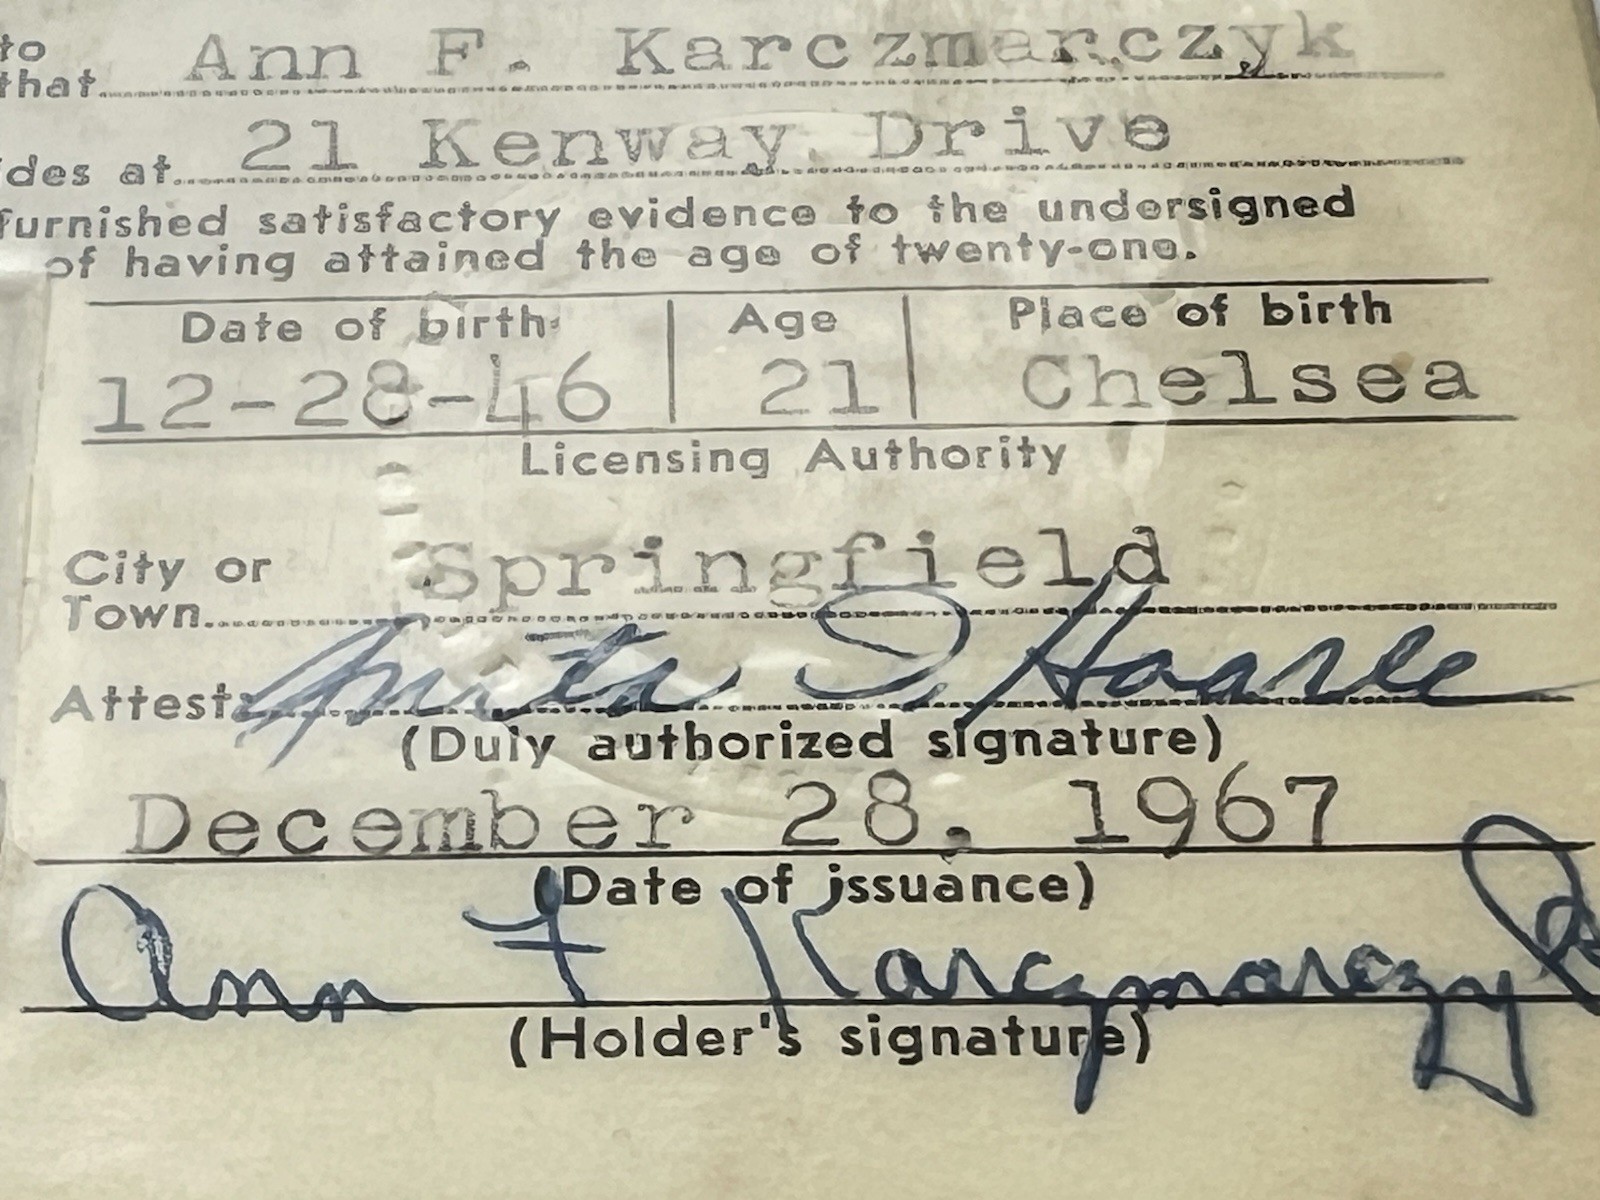 to
that Ann F. Karczmarczyk
ides at 21 Kenway Drive
furnished satisfactory evidence to the undersigned
of having attained the age of twenty-one.
Date of birth Age Place of birth
12-28-46 21 Chelsea
Licensing Authority
City or
Town Springfield
Attest: D. Haarle
(Duly authorized signature)
December 28, 1967
(Date of issuance)
Ann F Karczmarczyk
(Holder's signature)